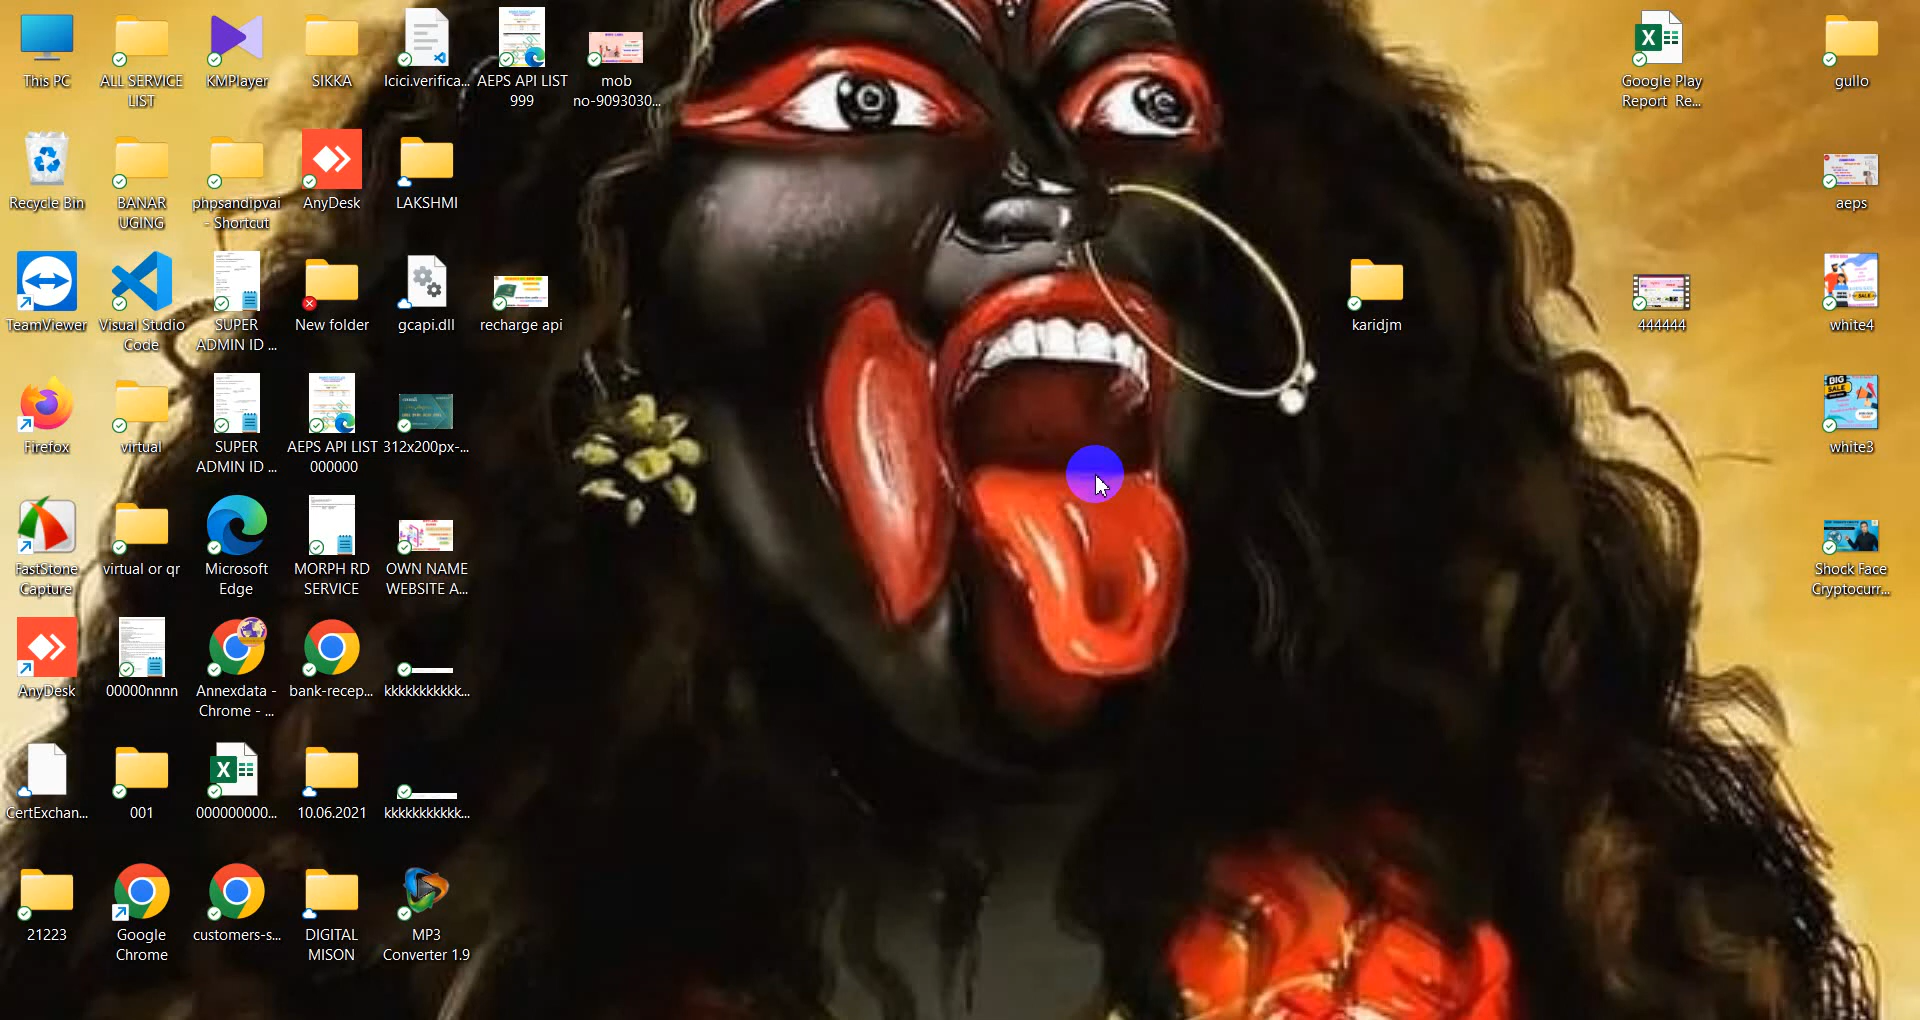 This PC
ALL SERVICE
LIST
KMPlayer
SIKKA
Icici.verifica...
AEPS API LIST
999
mob
no-9093030...
Google Play
Report Re...
gullo
Recycle Bin
BANAR
UGING
phpsandipvai
- Shortcut
AnyDesk
LAKSHMI
aeps
TeamViewer
Visual Studio
Code
SUPER
ADMIN ID ...
New folder
gcapi.dll
recharge api
karidjm
444444
white4
Firefox
virtual
SUPER
ADMIN ID ...
AEPS API LIST
000000
312x200px-...
BIG
SALE
white3
FastStone
Capture
virtual or qr
Microsoft
Edge
MORPH RD
SERVICE
OWN NAME
WEBSITE A...
Shock Face
Cryptocurr...
AnyDesk
00000nnnn
Annexdata -
Chrome - ...
bank-recep...
kkkkkkkkkkk...
CertExchan...
001
000000000...
10.06.2021
kkkkkkkkkkk...
21223
Google
Chrome
customers-s...
DIGITAL
MISON
MP3
Converter 1.9